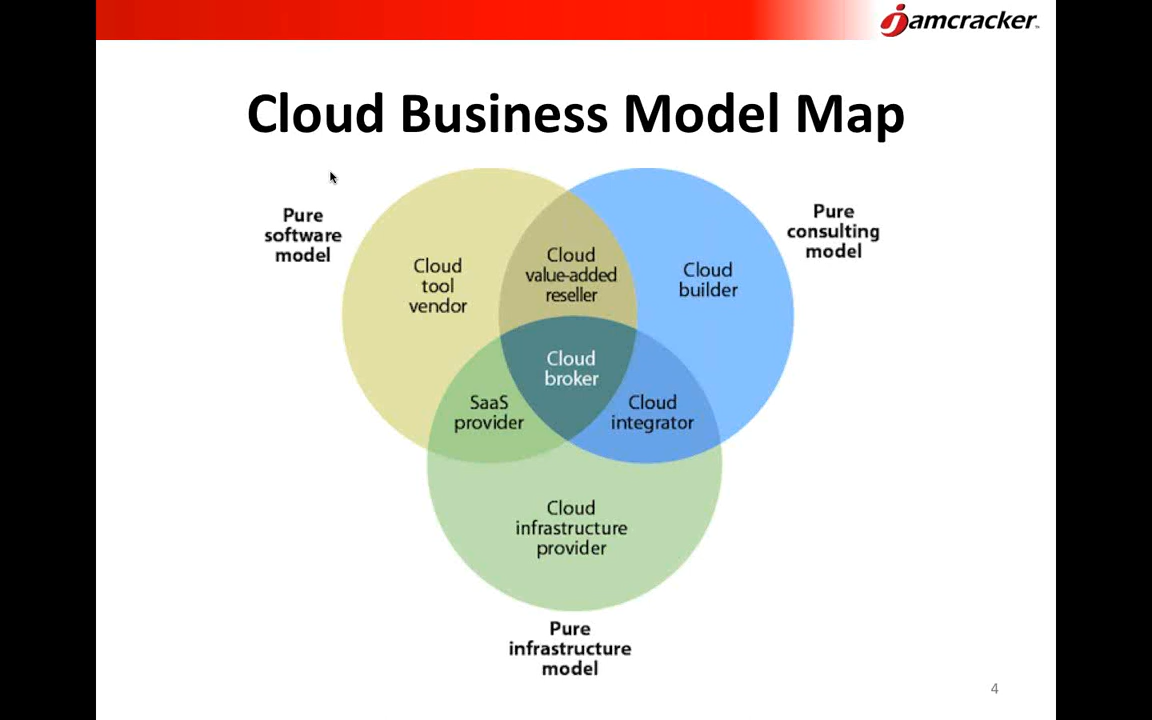 jamcracker
Cloud Business Model Map
Pure
software
model
Pure
consulting
model
Cloud
tool
vendor
Cloud
value-added
reseller
Cloud
builder
Cloud
broker
SaaS
provider
Cloud
integrator
Cloud
infrastructure
provider
Pure
infrastructure
model
4